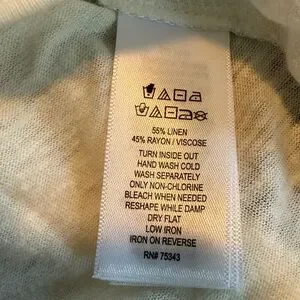 55% LINEN
45% RAYON / VISCOSE
TURN INSIDE OUT
HAND WASH COLD
WASH SEPARATELY
ONLY NON-CHLORINE
BLEACH WHEN NEEDED
RESHAPE WHILE DAMP
DRY FLAT
LOW IRON
IRON ON REVERSE
RN# 75343